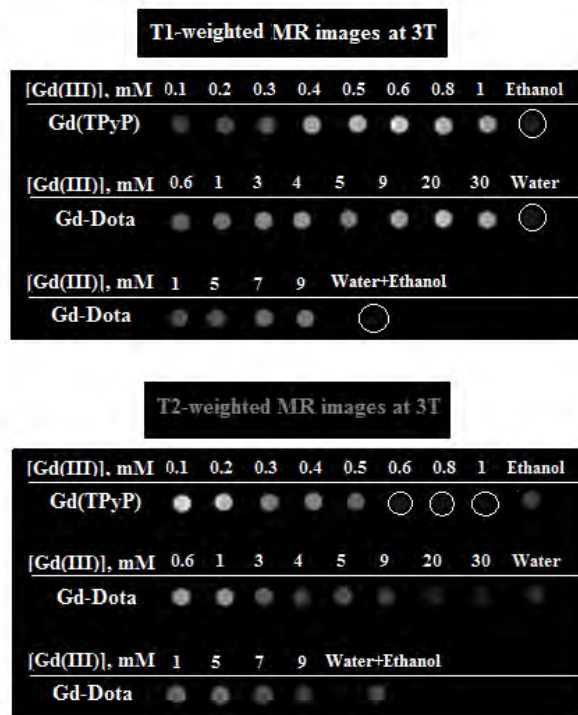 T1-weighted MR images at 3T
[Gd(III)], mM 0.1 0.2 0.3 0.4 0.5 0.6 0.8 1 Ethanol
Gd(TPyP)
[Gd(III)], mM 0.6 1 3 4 5 9 20 30 Water
Gd-Dota
[Gd(III)], mM 1 5 7 9 Water+Ethanol
Gd-Dota
T2-weighted MR images at 3T
[Gd(III)], mM 0.1 0.2 0.3 0.4 0.5 0.6 0.8 1 Ethanol
Gd(TPyP)
[Gd(III)], mM 0.6 1 3 4 5 9 20 30 Water
Gd-Dota
[Gd(III)], mM 1 5 7 9 Water+Ethanol
Gd-Dota